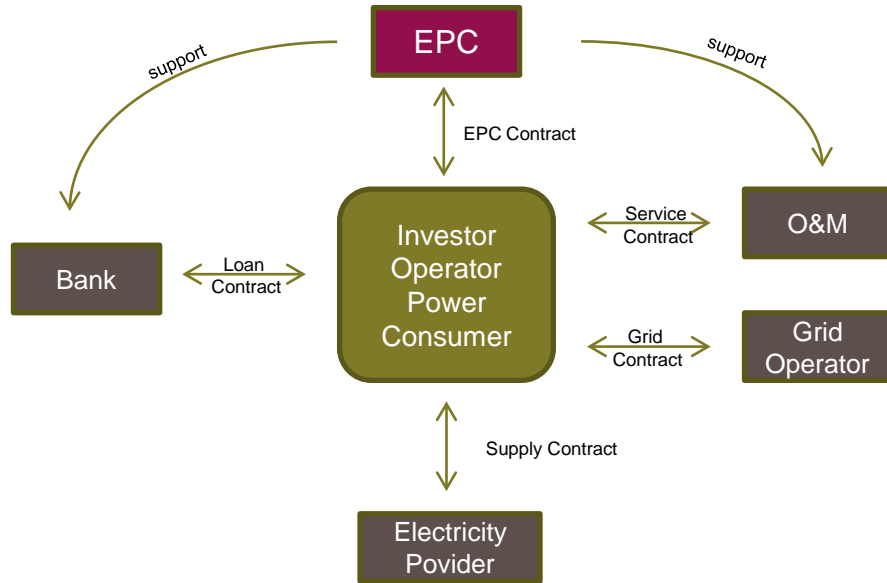 EPC
support
support
EPC Contract
Investor
Operator
Power
Consumer
Bank
Loan
Contract
Service
Contract
O&M
Grid
Contract
Grid
Operator
Supply Contract
Electricity
Povider